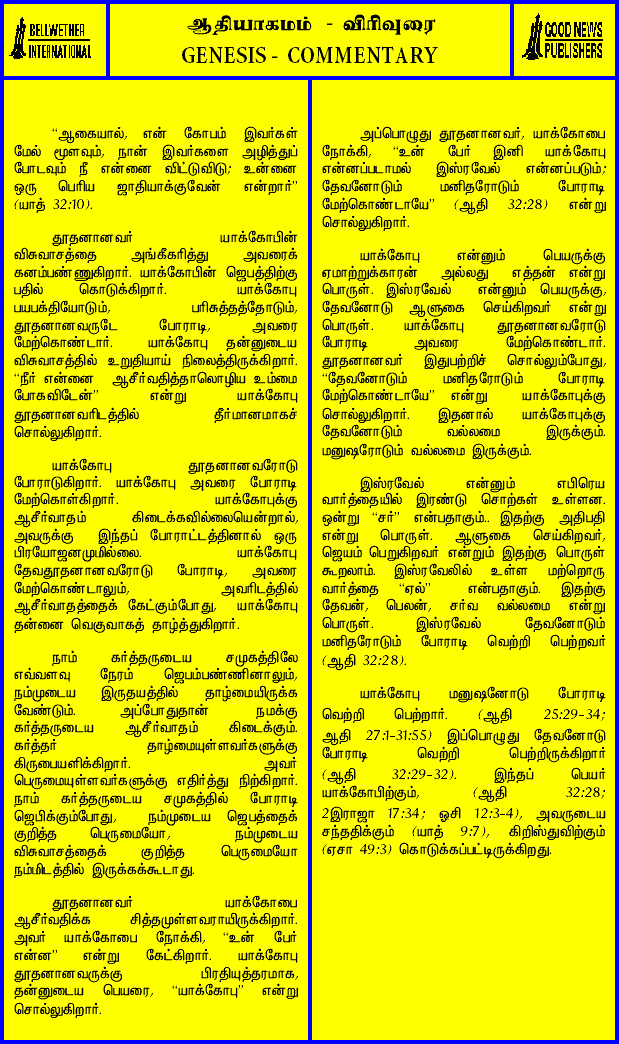 BELLWETHER
INTERNATIONAL
ஆதியாகமம் - விரிவுரை
GENESIS - COMMENTARY
GOOD NEWS
PUBLISHERS
“ஆகையால், என் கோபம் இவர்கள்
மேல் மூளவும், நான் இவர்களை அழித்துப்
போடவும் நீ என்னை விட்டுவிடு; உன்னை
ஒரு பெரிய ஜாதியாக்குவேன் என்றார்”
(யாத் 32:10).
தூதனானவர் யாக்கோபின்
விசுவாசத்தை அங்கீகரித்து அவரைக்
கனம்பண்ணுகிறார். யாக்கோபின் ஜெபத்திற்கு
பதில் கொடுக்கிறார். யாக்கோபு
பயபக்தியோடும், பரிசுத்தத்தோடும்,
தூதனானவருடே போராடி, அவரை
மேற்கொண்டார். யாக்கோபு தன்னுடைய
விசுவாசத்தில் உறுதியாய் நிலைத்திருக்கிறார்.
“நீர் என்னை ஆசீர்வதித்தாலொழிய உம்மை
போகவிடேன்” என்று யாக்கோபு
தூதனானவரிடத்தில் தீர்மானமாகச்
சொல்லுகிறார்.
யாக்கோபு தூதனானவரோடு
போராடுகிறார். யாக்கோபு அவரை போராடி
மேற்கொள்கிறார். யாக்கோபுக்கு
ஆசீர்வாதம் கிடைக்கவில்லையென்றால்,
அவருக்கு இந்தப் போராட்டத்தினால் ஒரு
பிரயோஜனமுமில்லை. யாக்கோபு
தேவதூதனானவரோடு போராடி, அவரை
மேற்கொண்டாலும், அவரிடத்தில்
ஆசீர்வாதத்தைக் கேட்கும்போது, யாக்கோபு
தன்னை வெகுவாகத் தாழ்த்துகிறார்.
நாம் கர்த்தருடைய சமுகத்திலே
எவ்வளவு நேரம் ஜெபம்பண்ணினாலும்,
நம்முடைய இருதயத்தில் தாழ்மையிருக்க
வேண்டும். அப்போதுதான் நமக்கு
கர்த்தருடைய ஆசீர்வாதம் கிடைக்கும்.
கர்த்தர் தாழ்மையுள்ளவர்களுக்கு
கிருபையளிக்கிறார். அவர்
பெருமையுள்ளவர்களுக்கு எதிர்த்து நிற்கிறார்.
நாம் கர்த்தருடைய சமுகத்தில் போராடி
ஜெபிக்கும்போது, நம்முடைய ஜெபத்தைக்
குறித்த பெருமையோ, நம்முடைய
விசுவாசத்தைக் குறித்த பெருமையோ
நம்மிடத்தில் இருக்கக்கூடாது.
தூதனானவர் யாக்கோபை
ஆசீர்வதிக்க சித்தமுள்ளவராயிருக்கிறார்.
அவர் யாக்கோபை நோக்கி, “உன் பேர்
என்ன” என்று கேட்கிறார். யாக்கோபு
தூதனானவருக்கு பிரதியுத்தரமாக,
தன்னுடைய பெயரை, “யாக்கோபு” என்று
சொல்லுகிறார்.
அப்பொழுது தூதனானவர், யாக்கோபை
நோக்கி, “உன் பேர் இனி யாக்கோபு
என்னப்படாமல் இஸ்ரவேல் என்னப்படும்;
தேவனோடும் மனிதரோடும் போராடி
மேற்கொண்டாயே” (ஆதி 32:28) என்று
சொல்லுகிறார்.
யாக்கோபு என்னும் பெயருக்கு
ஏமாற்றுக்காரன் அல்லது எத்தன் என்று
பொருள். இஸ்ரவேல் என்னும் பெயருக்கு,
தேவனோடு ஆளுகை செய்கிறவர் என்று
பொருள். யாக்கோபு தூதனானவரோடு
போராடி அவரை மேற்கொண்டார்.
தூதனானவர் இதுபற்றிச் சொல்லும்போது,
“தேவனோடும் மனிதரோடும் போராடி
மேற்கொண்டாயே” என்று யாக்கோபுக்கு
சொல்லுகிறார். இதனால் யாக்கோபுக்கு
தேவனோடும் வல்லமை இருக்கும்.
மனுஷரோடும் வல்லமை இருக்கும்.
இஸ்ரவேல் என்னும் எபிரெய
வார்த்தையில் இரண்டு சொற்கள் உள்ளன.
ஒன்று “சர்” என்பதாகும்.. இதற்கு அதிபதி
என்று பொருள். ஆளுகை செய்கிறவர்,
ஜெயம் பெறுகிறவர் என்றும் இதற்கு பொருள்
கூறலாம். இஸ்ரவேலில் உள்ள மற்றொரு
வார்த்தை “ஏல்” என்பதாகும். இதற்கு
தேவன், பெலன், சர்வ வல்லமை என்று
பொருள். இஸ்ரவேல் தேவனோடும்
மனிதரோடும் போராடி வெற்றி பெற்றவர்
(ஆதி 32:28).
யாக்கோபு மனுஷனோடு போராடி
வெற்றி பெற்றார். (ஆதி 25:29-34;
ஆதி 27:1-31:55) இப்பொழுது தேவனோடு
போராடி வெற்றி பெற்றிருக்கிறார்
(ஆதி 32:29-32). இந்தப் பெயர்
யாக்கோபிற்கும், (ஆதி 32:28;
2இராஜா 17:34; ஓசி 12:3-4), அவருடைய
சந்ததிக்கும் (யாத் 9:7), கிறிஸ்துவிற்கும்
(ஏசா 49:3) கொடுக்கப்பட்டிருக்கிறது.